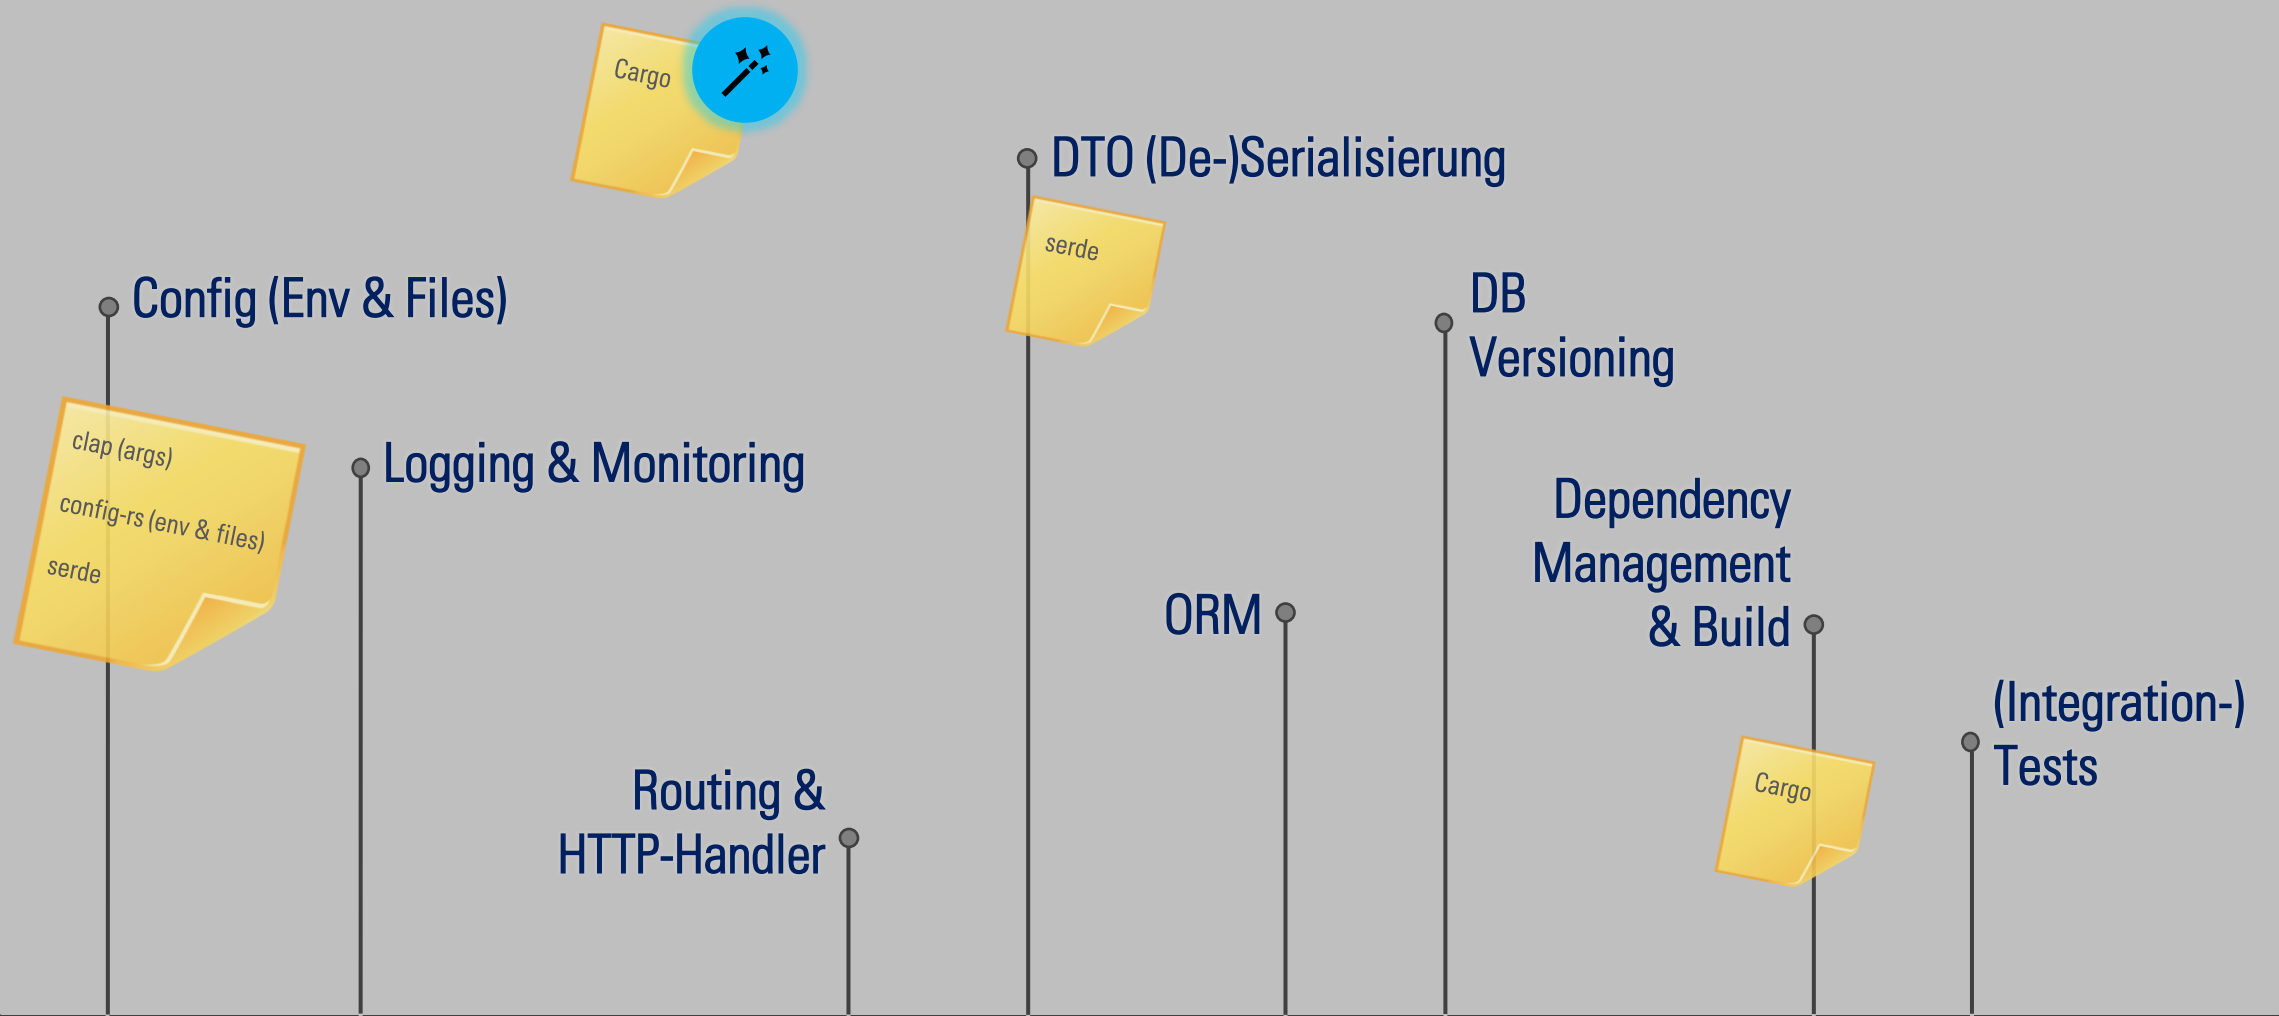 Cargo
DTO (De-)Serialisierung
serde
Config (Env & Files)
DB
Versioning
clap (args)
config-rs (env & files)
serde
Logging & Monitoring
Dependency
Management
& Build
ORM
(Integration-)
Tests
Routing &
HTTP-Handler
Cargo